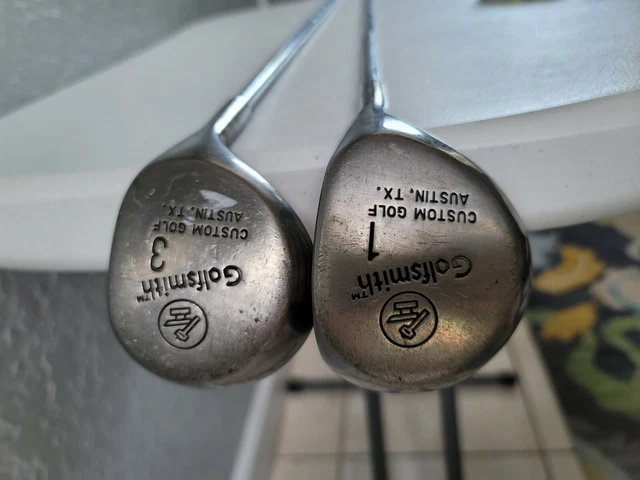 Golfsmith™
3
CUSTOM GOLF
AUSTIN, TX.
Golfsmith™
1
CUSTOM GOLF
AUSTIN, TX.